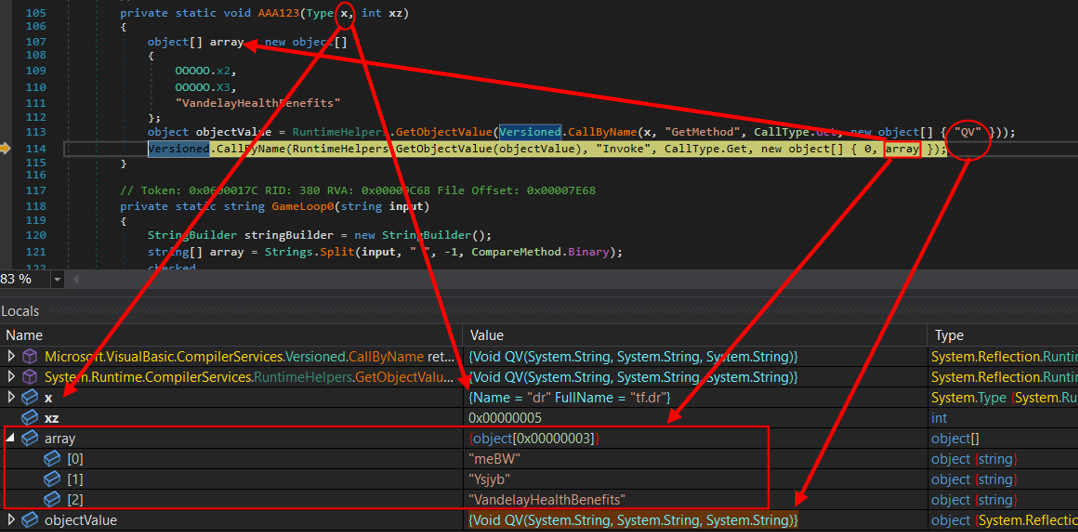 105 private static void AAA123(Type x, int xz)
106 {
107 object[] array = new object[]
108 {
109 OOOOO.x2,
110 OOOOO.X3,
111 "VandelayHealthBenefits"
112 };
113 object objectValue = RuntimeHelpers.GetObjectValue(Versioned.CallByName(x, "GetMethod", CallType.Get, new object[] { "QV" }));
114 Versioned.CallByName(RuntimeHelpers.GetObjectValue(objectValue), "Invoke", CallType.Get, new object[] { 0, array });
115 }
116
117 // Token: 0x0600017C RID: 380 RVA: 0x00009C68 File Offset: 0x00007E68
118 private static string GameLoop0(string input)
119 {
120 StringBuilder stringBuilder = new StringBuilder();
121 string[] array = Strings.Split(input, " ", -1, CompareMethod.Binary);
122 checked
83 %
Locals
Name Value Type
Microsoft.VisualBasic.CompilerServices.Versioned.CallByName ret... {Void QV(System.String, System.String, System.String)} System.Reflection.Runtim
System.Runtime.CompilerServices.RuntimeHelpers.GetObjectValu... {Void QV(System.String, System.String, System.String)} System.Reflection.Runtim
x {Name = "dr" FullName = "tf.dr"} System.Type {System.Ru
xz 0x00000005 int
array {object[0x00000003]} object[]
[0] "meBW" object {string}
[1] "Ysjyb" object {string}
[2] "VandelayHealthBenefits" object {string}
objectValue {Void QV(System.String, System.String, System.String)} object {System.Reflectio